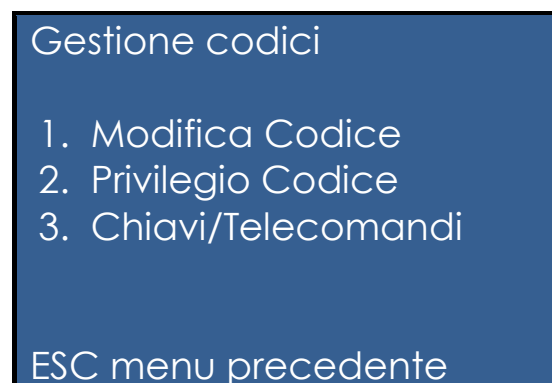 Gestione codici
1. Modifica Codice
2. Privilegio Codice
3. Chiavi/Telecomandi
ESC menu precedente